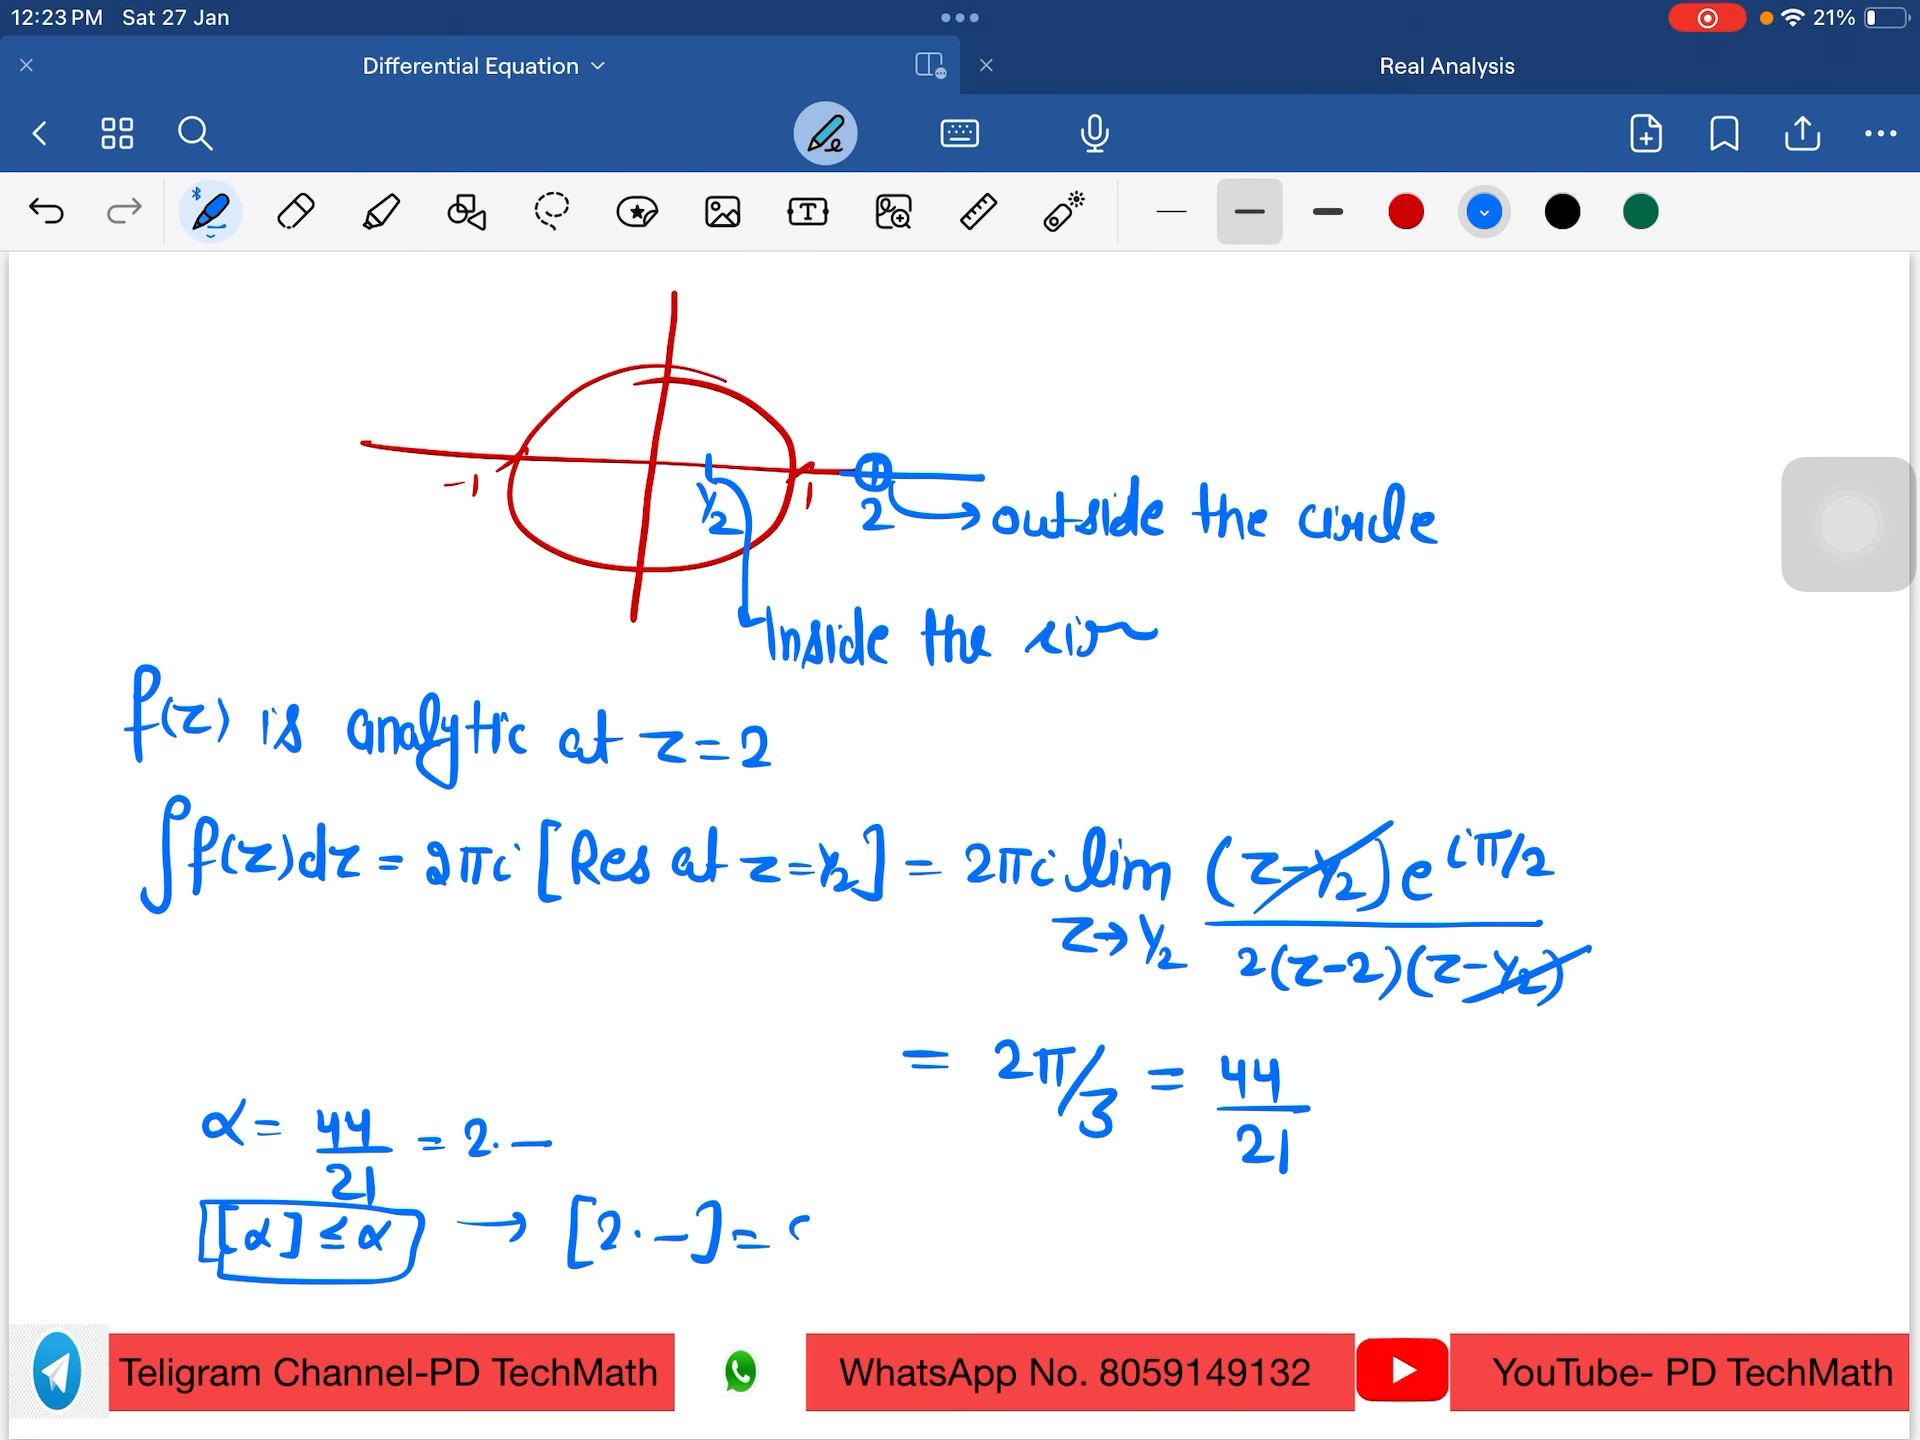 12:23 PM Sat 27 Jan 21%
Differential Equation Real Analysis
-1 1/2 1 2 → outside the circle
Inside the
f(z) is analytic at z=2
∫f(z)dz = 2πi [Res at z=1/2] = 2πi lim z→1/2 (z-1/2)e^iπ/2 / 2(z-2)(z-1/2)
= 2π/3 = 44/21
α = 44/21 = 2.—
[α] ≤ α → [2.—] =
Teligram Channel-PD TechMath WhatsApp No. 8059149132 YouTube- PD TechMath